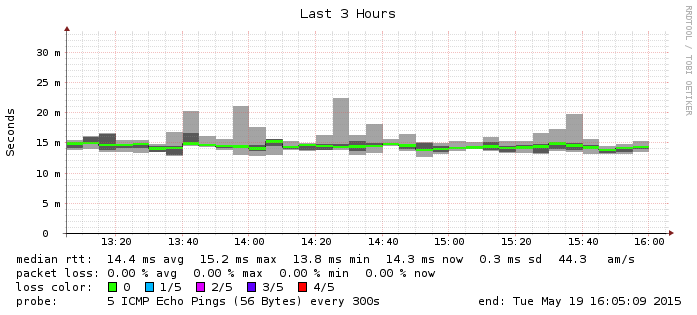 Last 3 Hours
RRDTOOL / TOBI OETIKER
Seconds
30 m
25 m
20 m
15 m
10 m
5 m
0
13:20 13:40 14:00 14:20 14:40 15:00 15:20 15:40 16:00
median rtt: 14.4 ms avg 15.2 ms max 13.8 ms min 14.3 ms now 0.3 ms sd 44.3 am/s
packet loss: 0.00 % avg 0.00 % max 0.00 % min 0.00 % now
loss color: 0 1/5 2/5 3/5 4/5
probe: 5 ICMP Echo Pings (56 Bytes) every 300s end: Tue May 19 16:05:09 2015